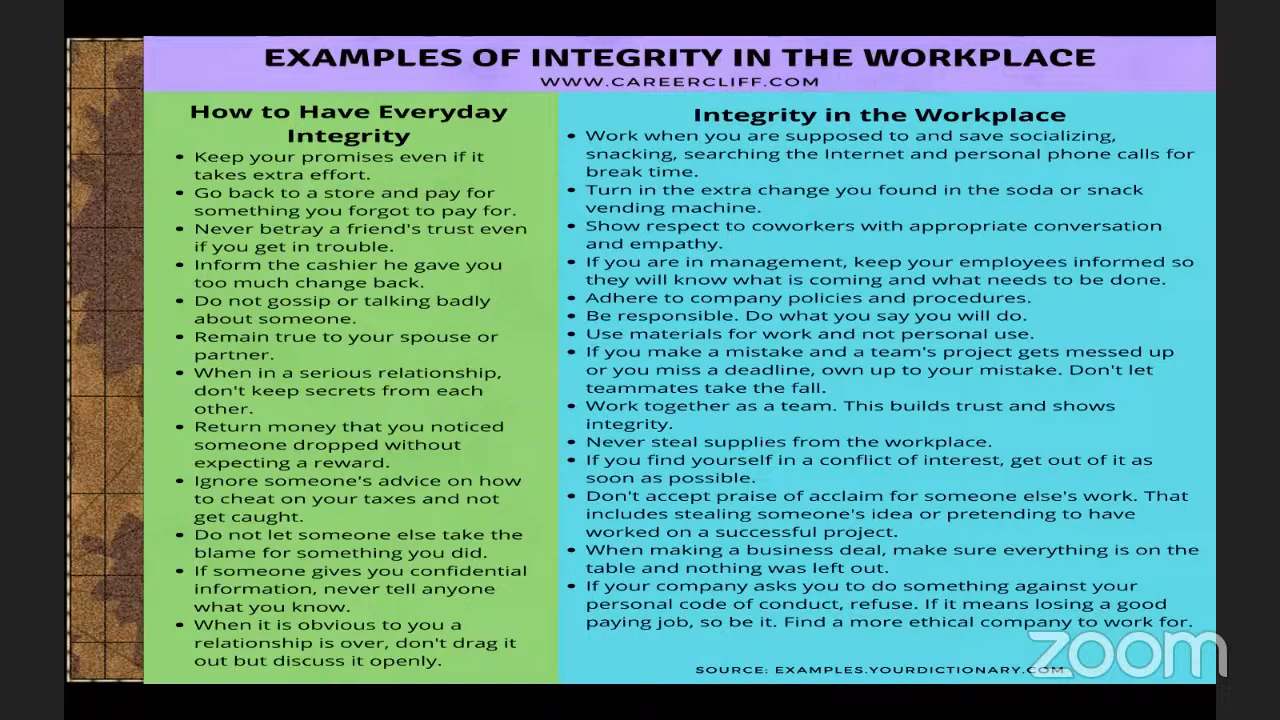 EXAMPLES OF INTEGRITY IN THE WORKPLACE
WWW.CAREERCLIFF.COM
How to Have Everyday
Integrity
• Keep your promises even if it
takes extra effort.
• Go back to a store and pay for
something you forgot to pay for.
• Never betray a friend's trust even
if you get in trouble.
• Inform the cashier he gave you
too much change back.
• Do not gossip or talking badly
about someone.
• Remain true to your spouse or
partner.
• When in a serious relationship,
don't keep secrets from each
other.
• Return money that you noticed
someone dropped without
expecting a reward.
• Ignore someone's advice on how
to cheat on your taxes and not
get caught.
• Do not let someone else take the
blame for something you did.
• If someone gives you confidential
information, never tell anyone
what you know.
• When it is obvious to you a
relationship is over, don't drag it
out but discuss it openly.
Integrity in the Workplace
• Work when you are supposed to and save socializing,
snacking, searching the Internet and personal phone calls for
break time.
• Turn in the extra change you found in the soda or snack
vending machine.
• Show respect to coworkers with appropriate conversation
and empathy.
• If you are in management, keep your employees informed so
they will know what is coming and what needs to be done.
• Adhere to company policies and procedures.
• Be responsible. Do what you say you will do.
• Use materials for work and not personal use.
• If you make a mistake and a team's project gets messed up
or you miss a deadline, own up to your mistake. Don't let
teammates take the fall.
• Work together as a team. This builds trust and shows
integrity.
• Never steal supplies from the workplace.
• If you find yourself in a conflict of interest, get out of it as
soon as possible.
• Don't accept praise of acclaim for someone else's work. That
includes stealing someone's idea or pretending to have
worked on a successful project.
• When making a business deal, make sure everything is on the
table and nothing was left out.
• If your company asks you to do something against your
personal code of conduct, refuse. If it means losing a good
paying job, so be it. Find a more ethical company to work for.
SOURCE: EXAMPLES.YOURDICTIONARY.COM
zoom